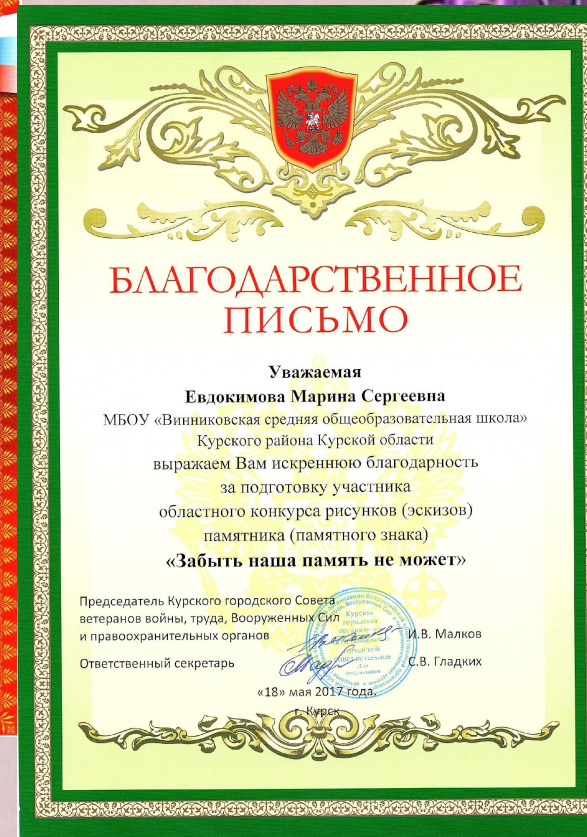 БЛАГОДАРСТВЕННОЕ
ПИСЬМО
Уважаемая
Евдокимова Марина Сергеевна
МБОУ «Винниковская средняя общеобразовательная школа»
Курского района Курской области
выражаем Вам искреннюю благодарность
за подготовку участника
областного конкурса рисунков (эскизов)
памятника (памятного знака)
«Забыть наша память не может»
Председатель Курского городского Совета
ветеранов войны, труда, Вооруженных Сил
и правоохранительных органов И.В. Малков
Ответственный секретарь С.В. Гладких
«18» мая 2017 года,
г. Курск
Курская
городская